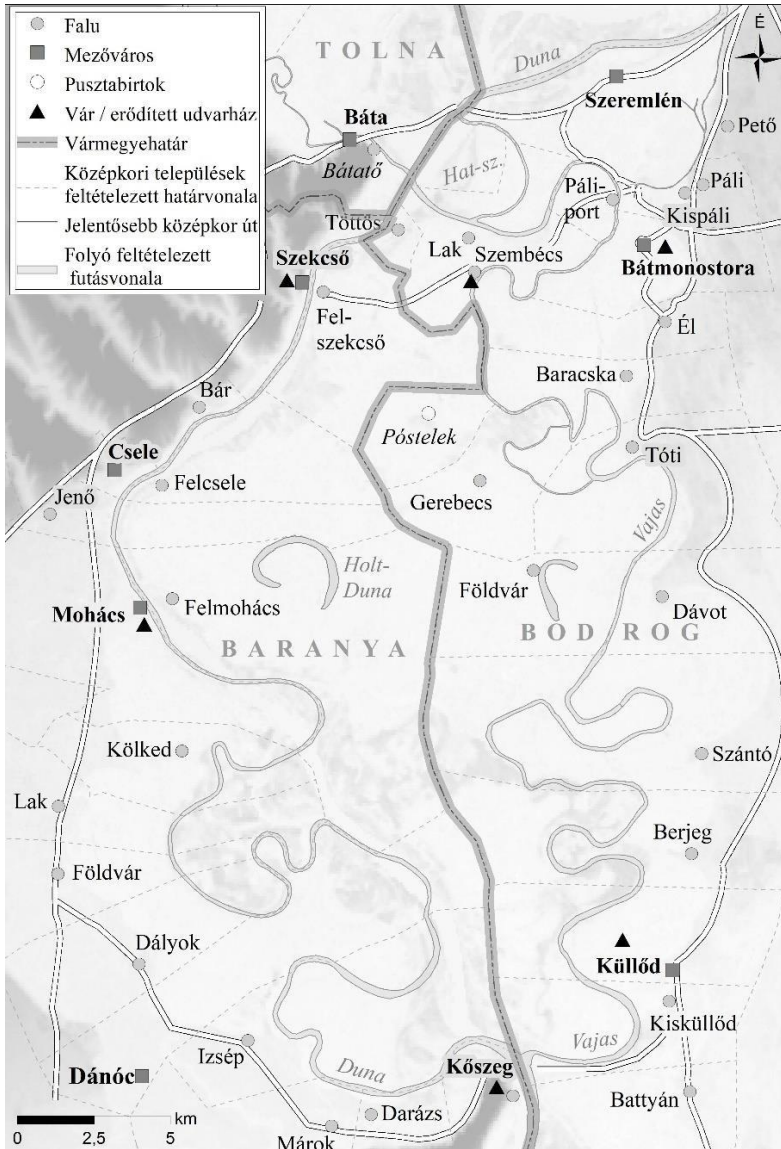 Falu
Mezőváros
Pusztabirtok
Vár / erődített udvarház
Vármegyehatár
Középkori települések
feltételezett határvonala
Jelentősebb középkor út
Folyó feltételezett
futásvonala
TOLNA
Duna
É
Szeremlén
Báta
Pető
Bátatő
Hat-sz.
Páli-
port
Páli
Kispáli
Töttös
Lak
Szembécs
Bátmonostora
Szekcső
Fel-
szekcső
Él
Baracska
Bár
Póstelek
Csele
Tóti
Felcsele
Jenő
Gerebecs
Vajas
Holt-
Duna
Földvár
Felmohács
Mohács
Dávot
BARANYA
BODROG
Kölked
Szántó
Lak
Berjeg
Földvár
Dályok
Küllőd
Kisküllőd
Izsép
Vajas
Duna
Kőszeg
Dánóc
Battyán
Darázs
km
0 2,5 5
Márok